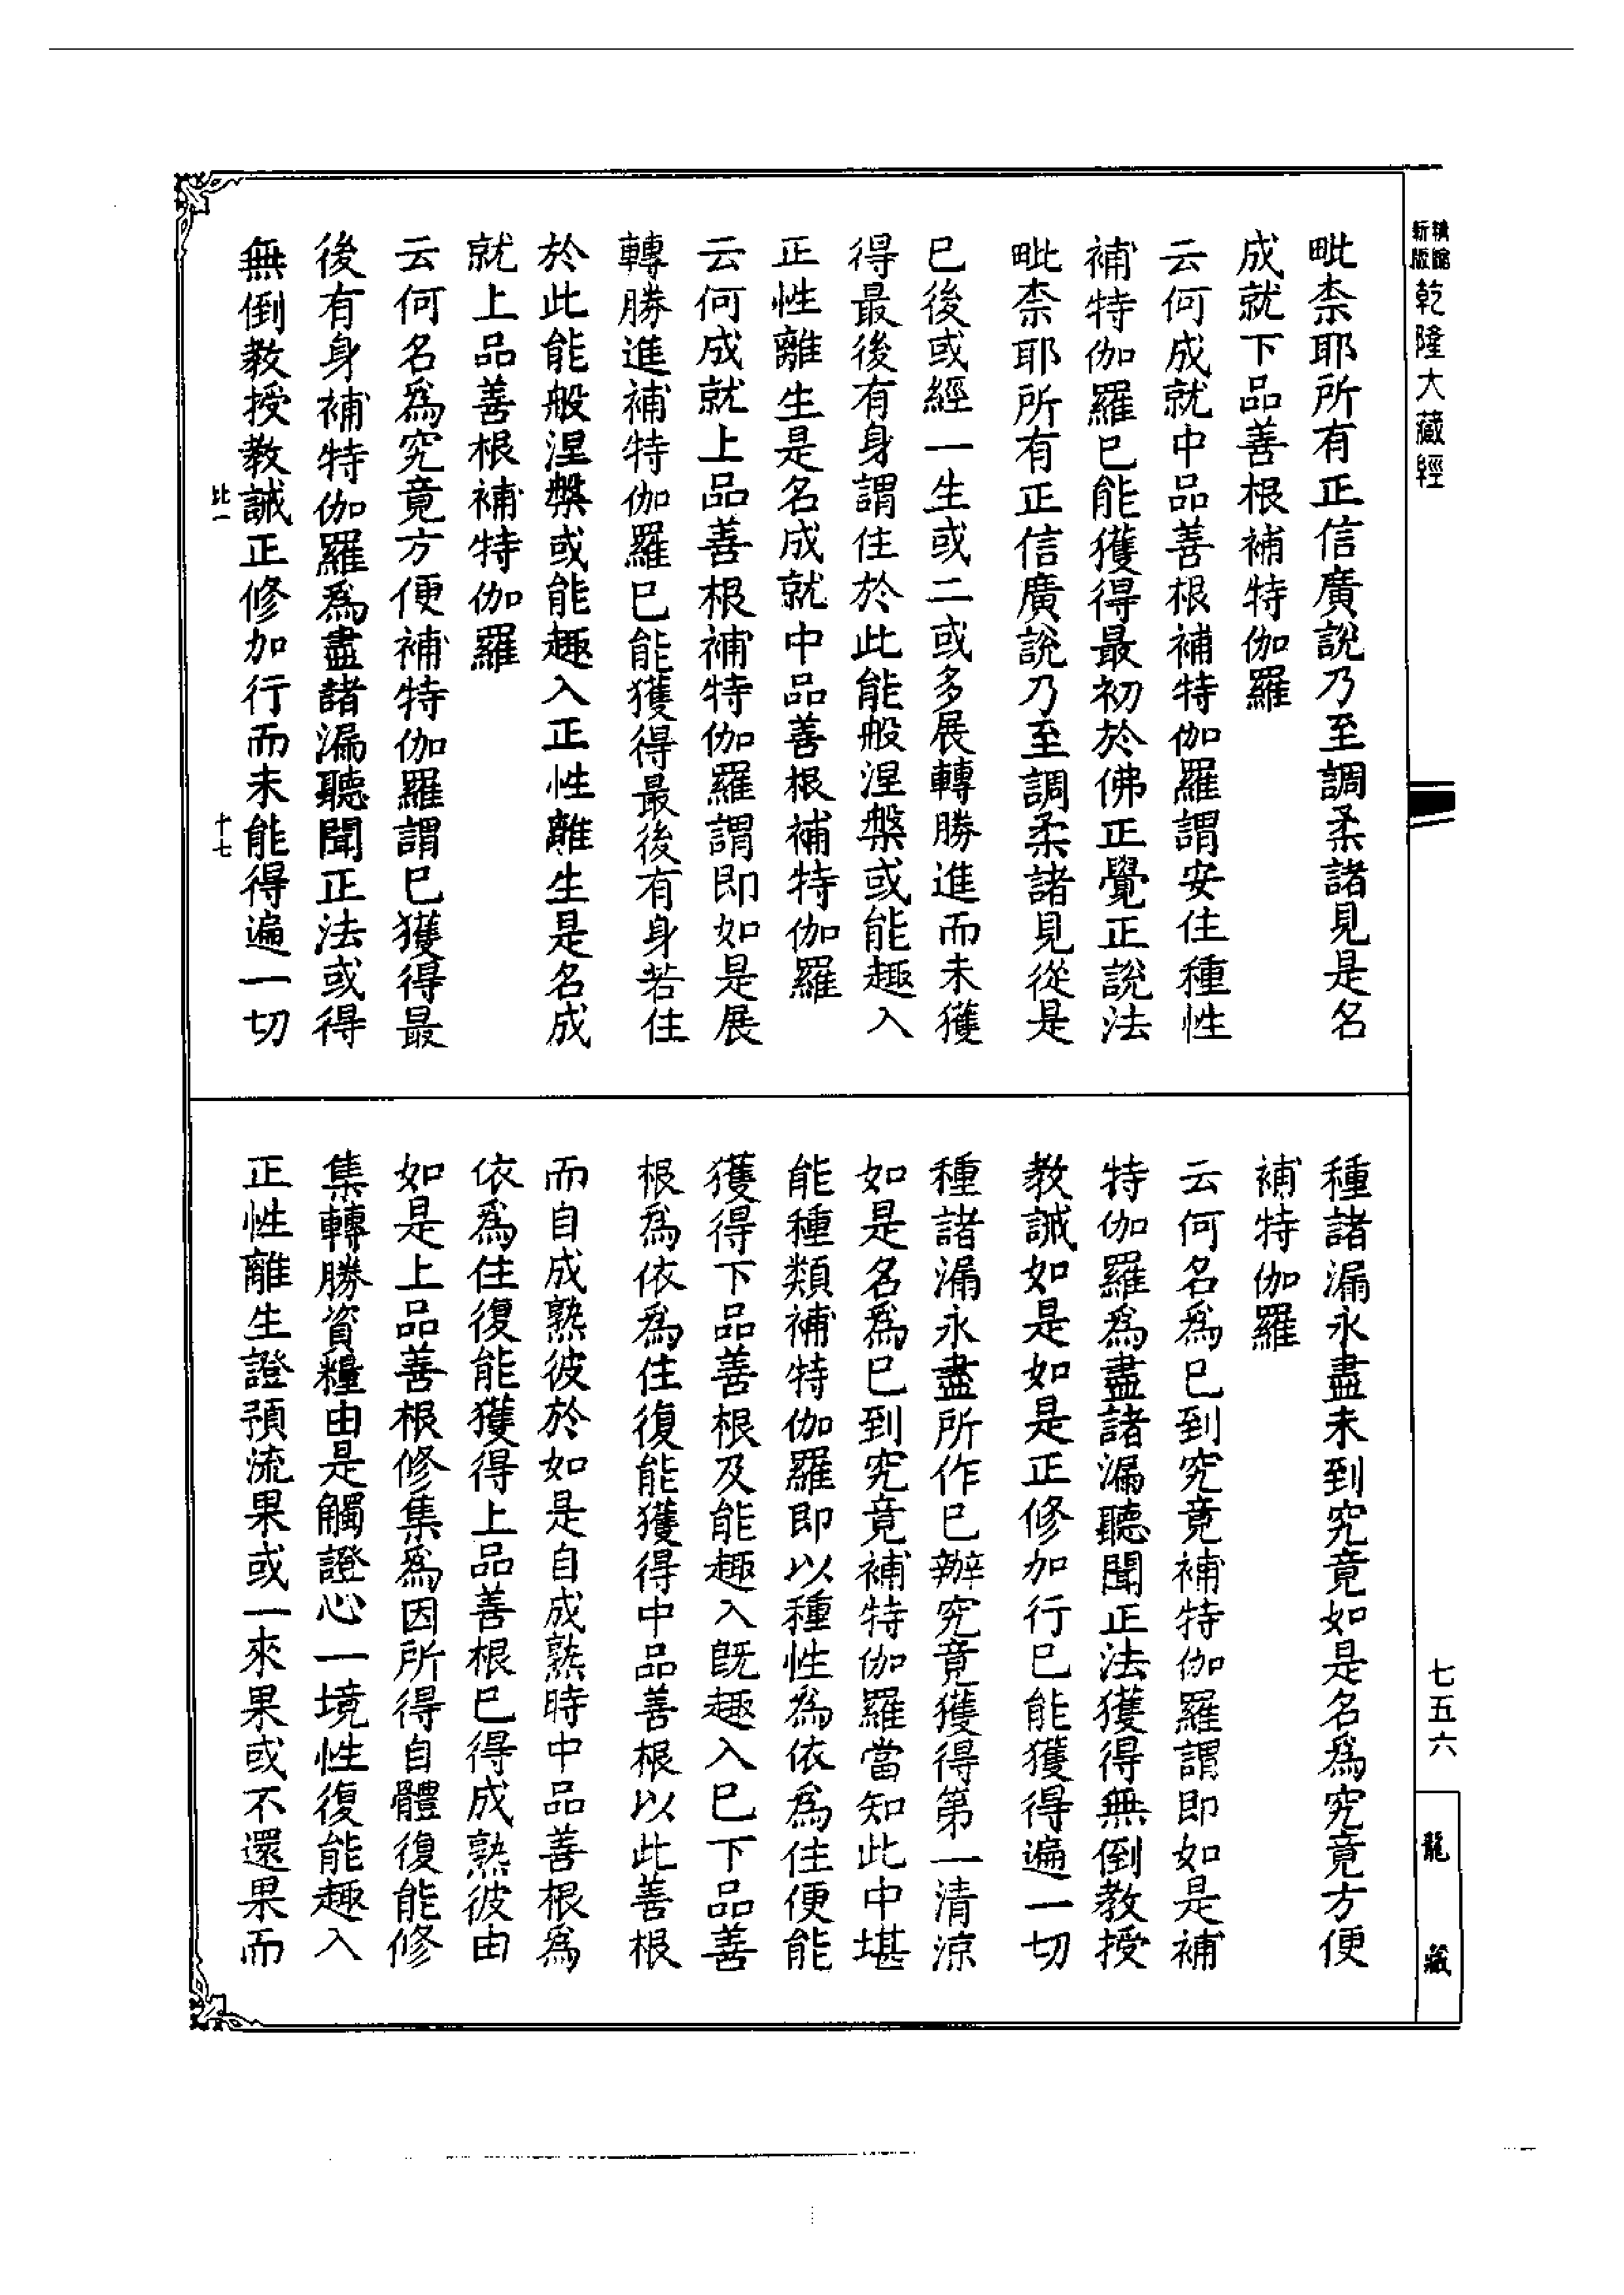 乾隆大藏經
毗柰耶所有正信廣說乃至調柔諸見是名
成就下品善根補特伽羅
云何成就中品善根補特伽羅謂安住種性
補特伽羅已能獲得最初於佛正覺正說法
毗柰耶所有正信廣說乃至調柔諸見從是
已後或經一生或二或多展轉勝進而未獲
得最後有身謂住於此能般涅槃或能趣入
正性離生是名成就中品善根補特伽羅
云何成就上品善根補特伽羅謂即如是展
轉勝進補特伽羅已能獲得最後有身若住
於此能般涅槃或能趣入正性離生是名成
就上品善根補特伽羅
云何名爲究竟方便補特伽羅謂已獲得最
後有身補特伽羅爲盡諸漏聽聞正法或得
無倒教授教誡正修加行而未能得遍一切
比一
十七
種諸漏永盡未到究竟如是名爲究竟方便
補特伽羅
云何名爲已到究竟補特伽羅謂即如是補
特伽羅爲盡諸漏聽聞正法獲得無倒教授
教誡如是如是正修加行已能獲得遍一切
種諸漏永盡所作已辦究竟獲得第一清涼
如是名爲已到究竟補特伽羅當知此中堪
能種類補特伽羅即以種性爲依爲住便能
獲得下品善根及能趣入既趣入已下品善
根爲依爲住復能獲得中品善根以此善根
而自成熟彼於如是自成熟時中品善根爲
依爲住復能獲得上品善根已得成熟彼由
如是上品善根修集爲因所得自體復能修
集轉勝資糧由是觸證心一境性復能趣入
正性離生證預流果或一來果或不還果而
七五六
龍藏